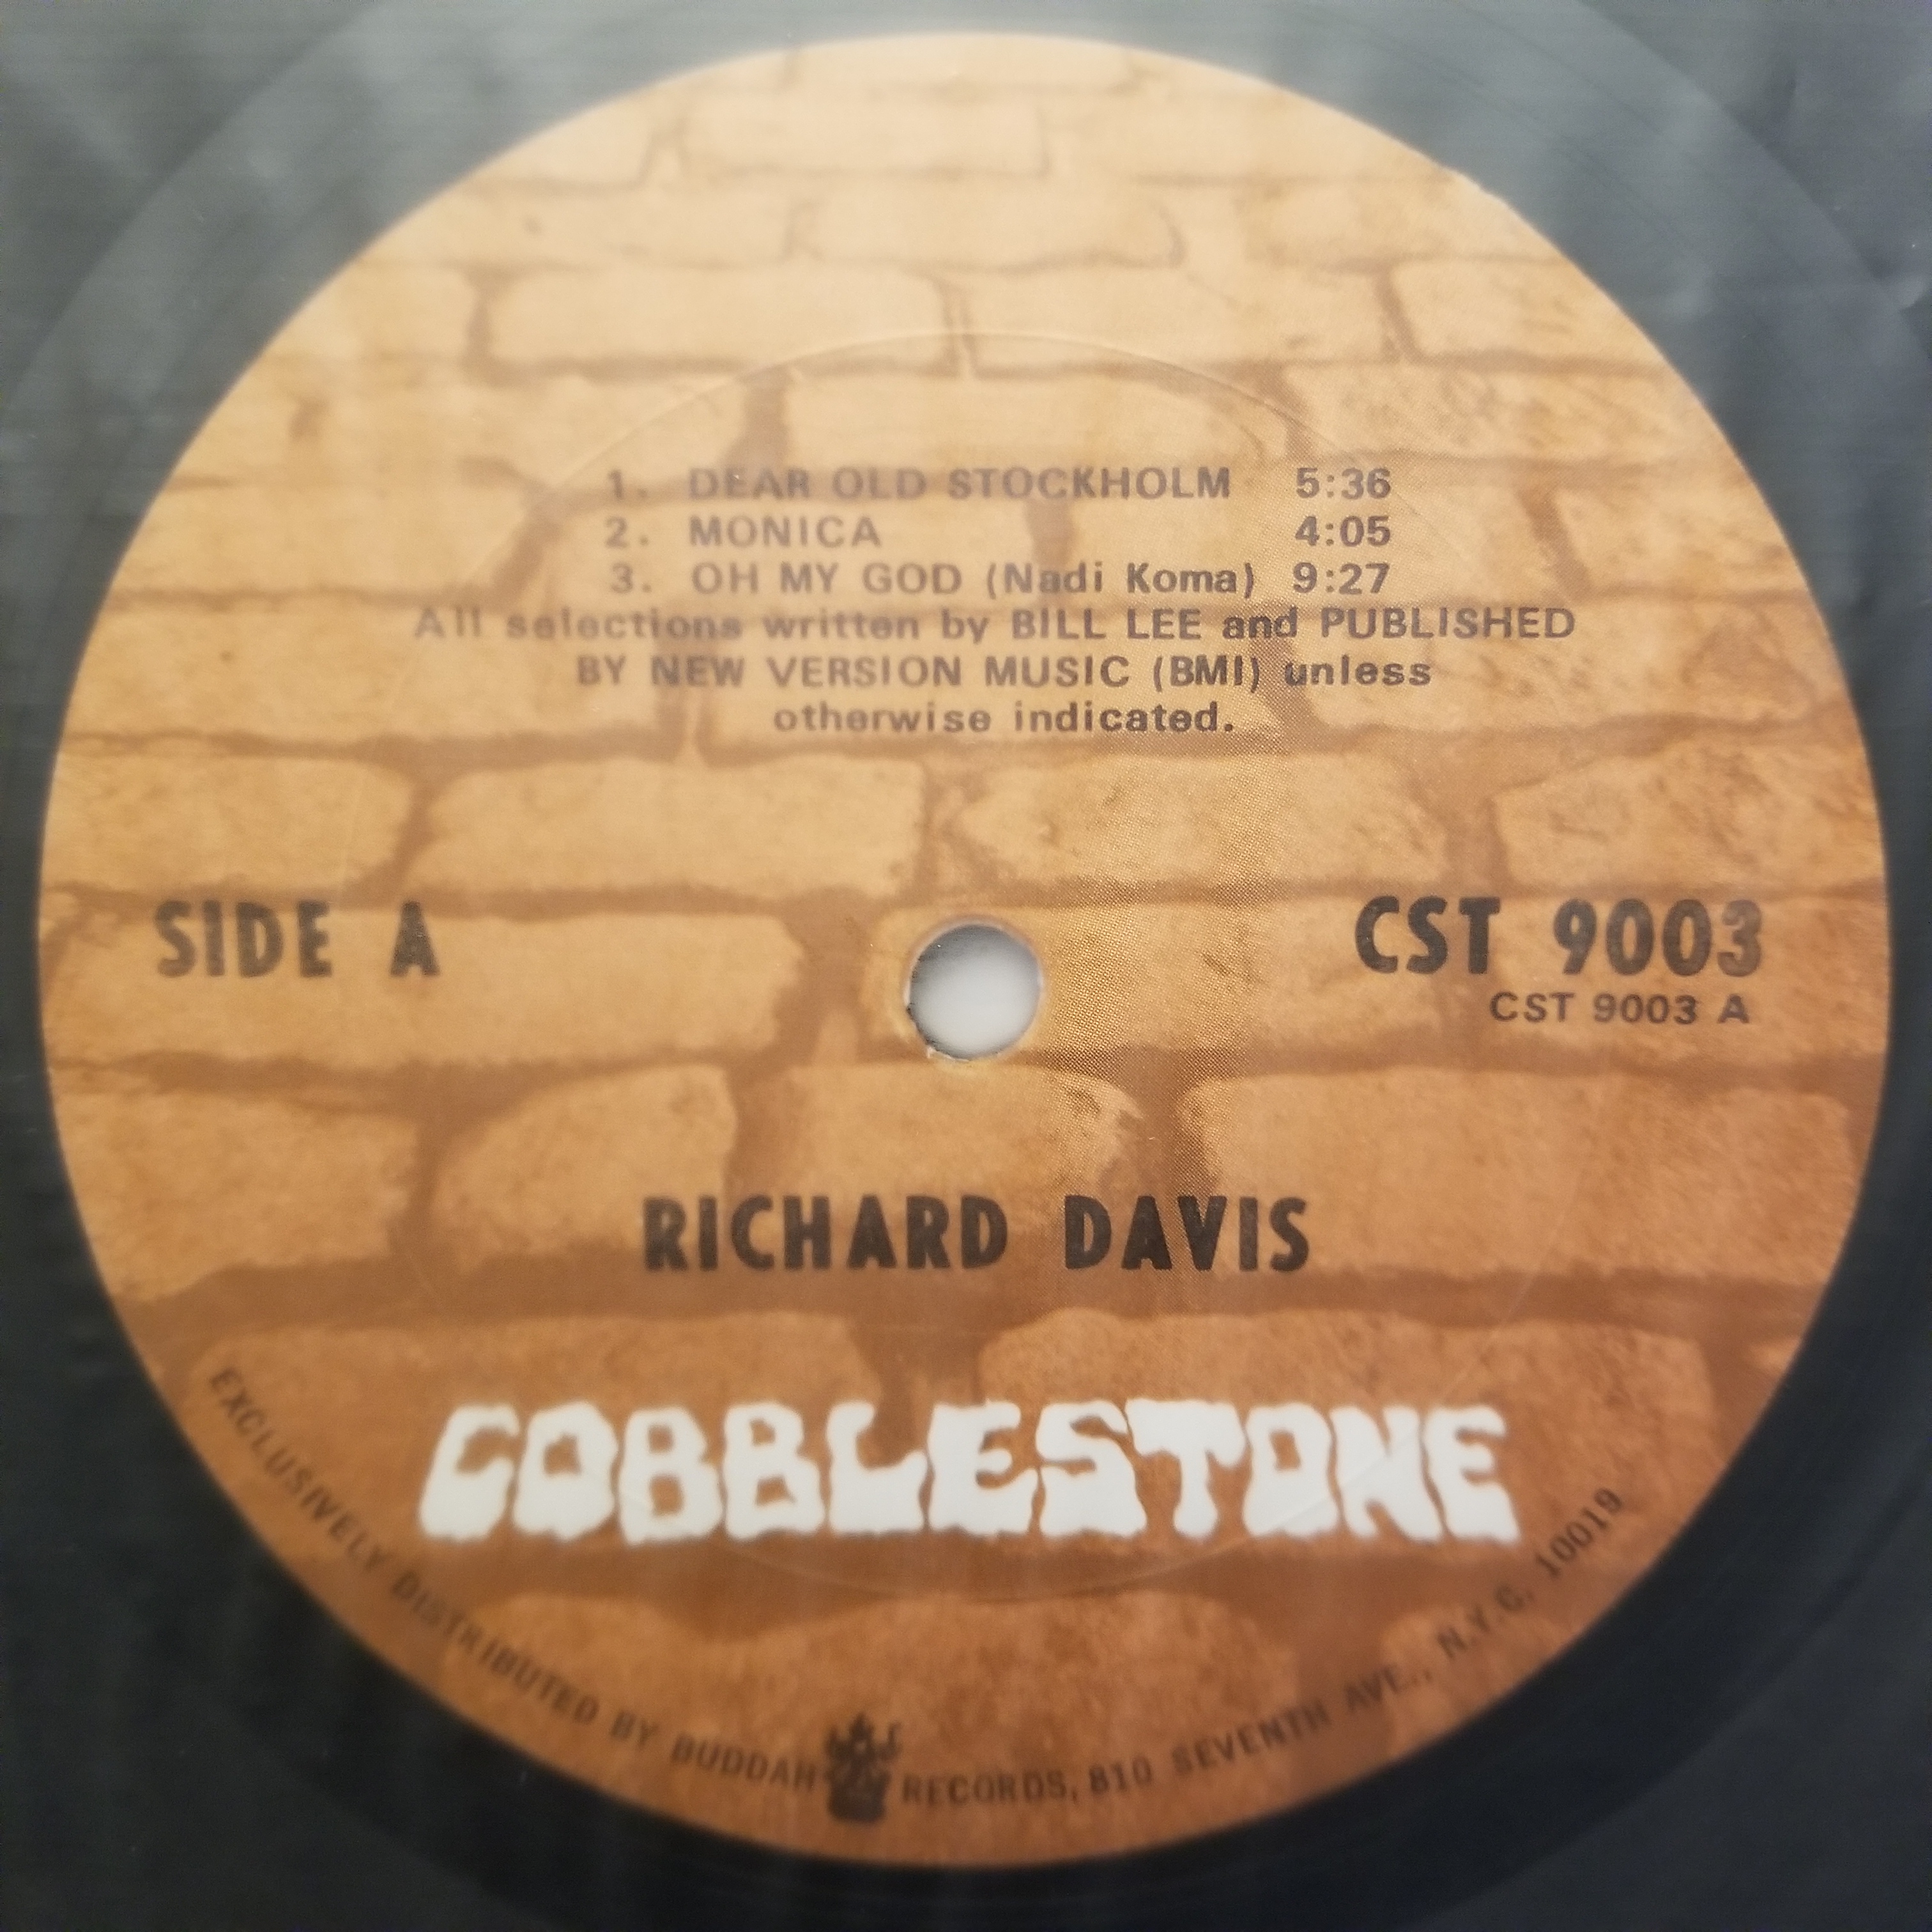 1. DEAR OLD STOCKHOLM 5:36
2. MONICA 4:05
3. OH MY GOD (Nadi Koma) 9:27
All selections written by BILL LEE and PUBLISHED
BY NEW VERSION MUSIC (BMI) unless
otherwise indicated.
SIDE A
CST 9003
CST 9003 A
RICHARD DAVIS
COBBLESTONE
EXCLUSIVELY DISTRIBUTED BY BUDDAH RECORDS, 810 SEVENTH AVE., N.Y.C. 10019